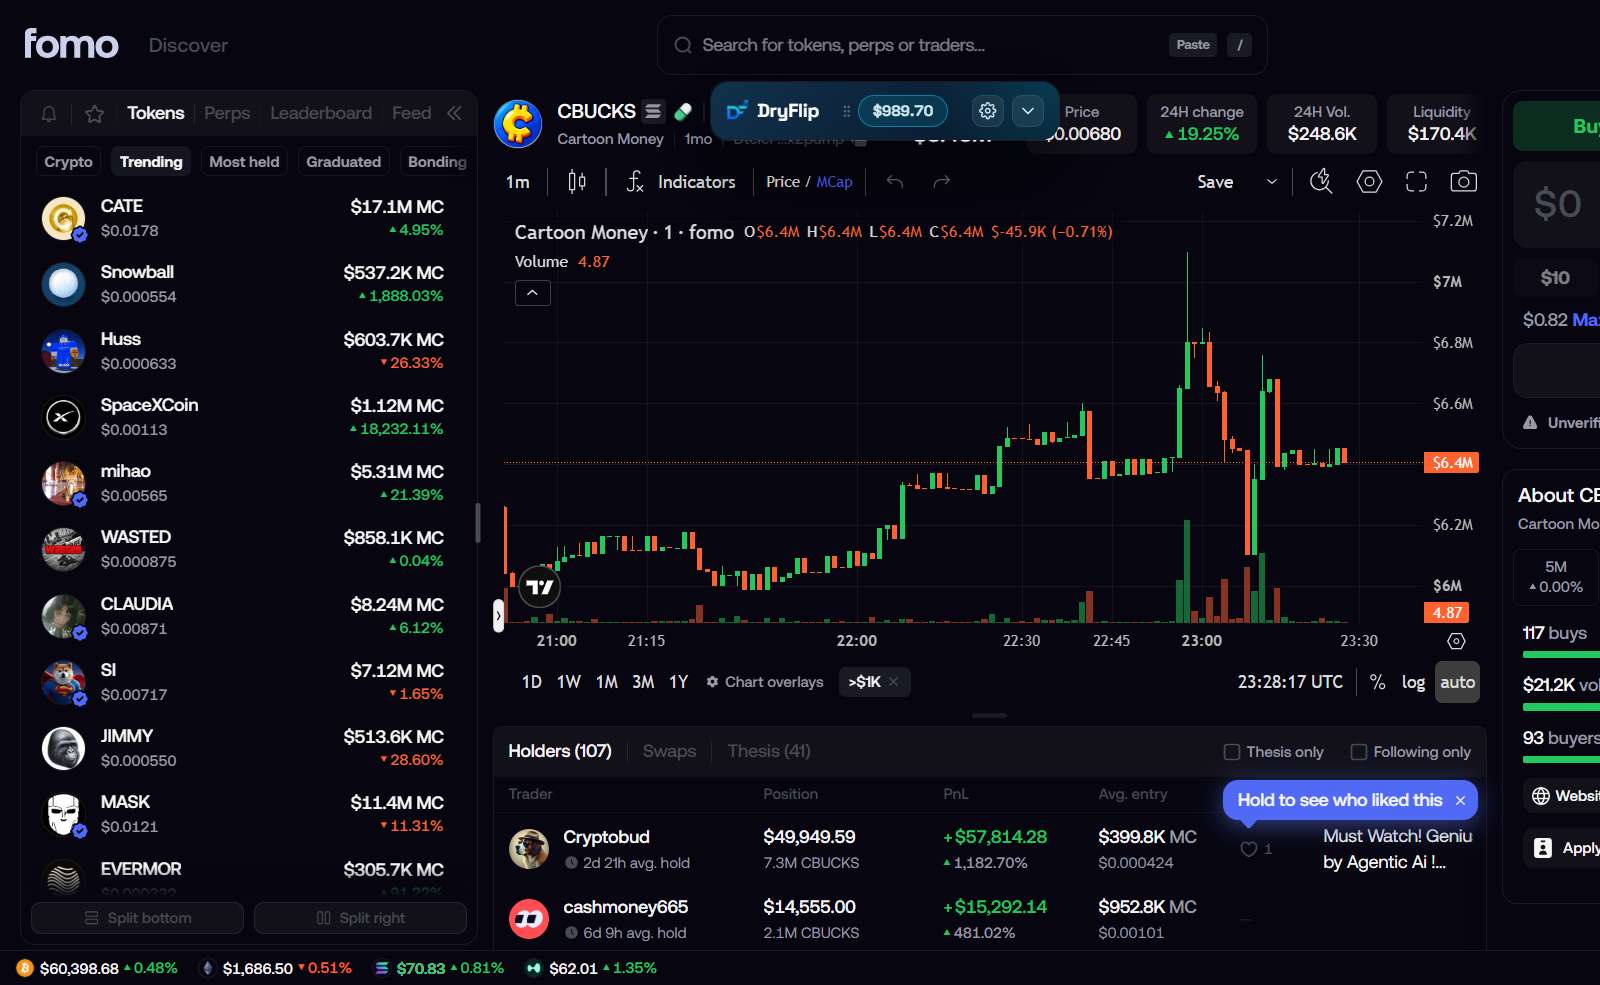 fomo
Discover
Search for tokens, perps or traders...
Paste
/
Tokens
Perps
Leaderboard
Feed
Crypto
Trending
Most held
Graduated
Bonding
CATE
$17.1M MC
$0.0178
4.95%
Snowball
$537.2K MC
$0.000554
1,888.03%
Huss
$603.7K MC
$0.000633
26.33%
SpaceXCoin
$1.12M MC
$0.00113
18,232.11%
mihao
$5.31M MC
$0.00565
21.39%
WASTED
$858.1K MC
$0.000875
0.04%
CLAUDIA
$8.24M MC
$0.00871
6.12%
SI
$7.12M MC
$0.00717
1.65%
JIMMY
$513.6K MC
$0.000550
28.60%
MASK
$11.4M MC
$0.0121
11.31%
EVERMOR
$305.7K MC
$0.000332
91.22%
Split bottom
Split right
CBUCKS
Cartoon Money
1mo
DryFlip
$989.70
Price
0.00680
24H change
19.25%
24H Vol.
$248.6K
Liquidity
$170.4K
1m
Indicators
Price / MCap
Save
Cartoon Money · 1 · fomo O$6.4M H$6.4M L$6.4M C$6.4M $-45.9K (−0.71%)
Volume 4.87
$7.2M
$7M
$6.8M
$6.6M
$6.4M
$6.2M
$6M
4.87
21:00
21:15
22:00
22:30
22:45
23:00
23:30
1D
1W
1M
3M
1Y
Chart overlays
>$1K
23:28:17 UTC
%
log
auto
Holders (107)
Swaps
Thesis (41)
Thesis only
Following only
Trader
Position
PnL
Avg. entry
Hold to see who liked this
Cryptobud
$49,949.59
+$57,814.28
$399.8K MC
2d 21h avg. hold
7.3M CBUCKS
1,182.70%
$0.000424
1
Must Watch! Geniu
by Agentic Ai !...
cashmoney665
$14,555.00
+$15,292.14
$952.8K MC
6d 9h avg. hold
2.1M CBUCKS
481.02%
$0.00101
Buy
$0
$10
$0.82 Max
Unverifi
About CB
Cartoon Mo
5M
0.00%
117 buys
$21.2K vol
93 buyers
Websit
Apply
$60,398.68 0.48%
$1,686.50 0.51%
$70.83 0.81%
$62.01 1.35%